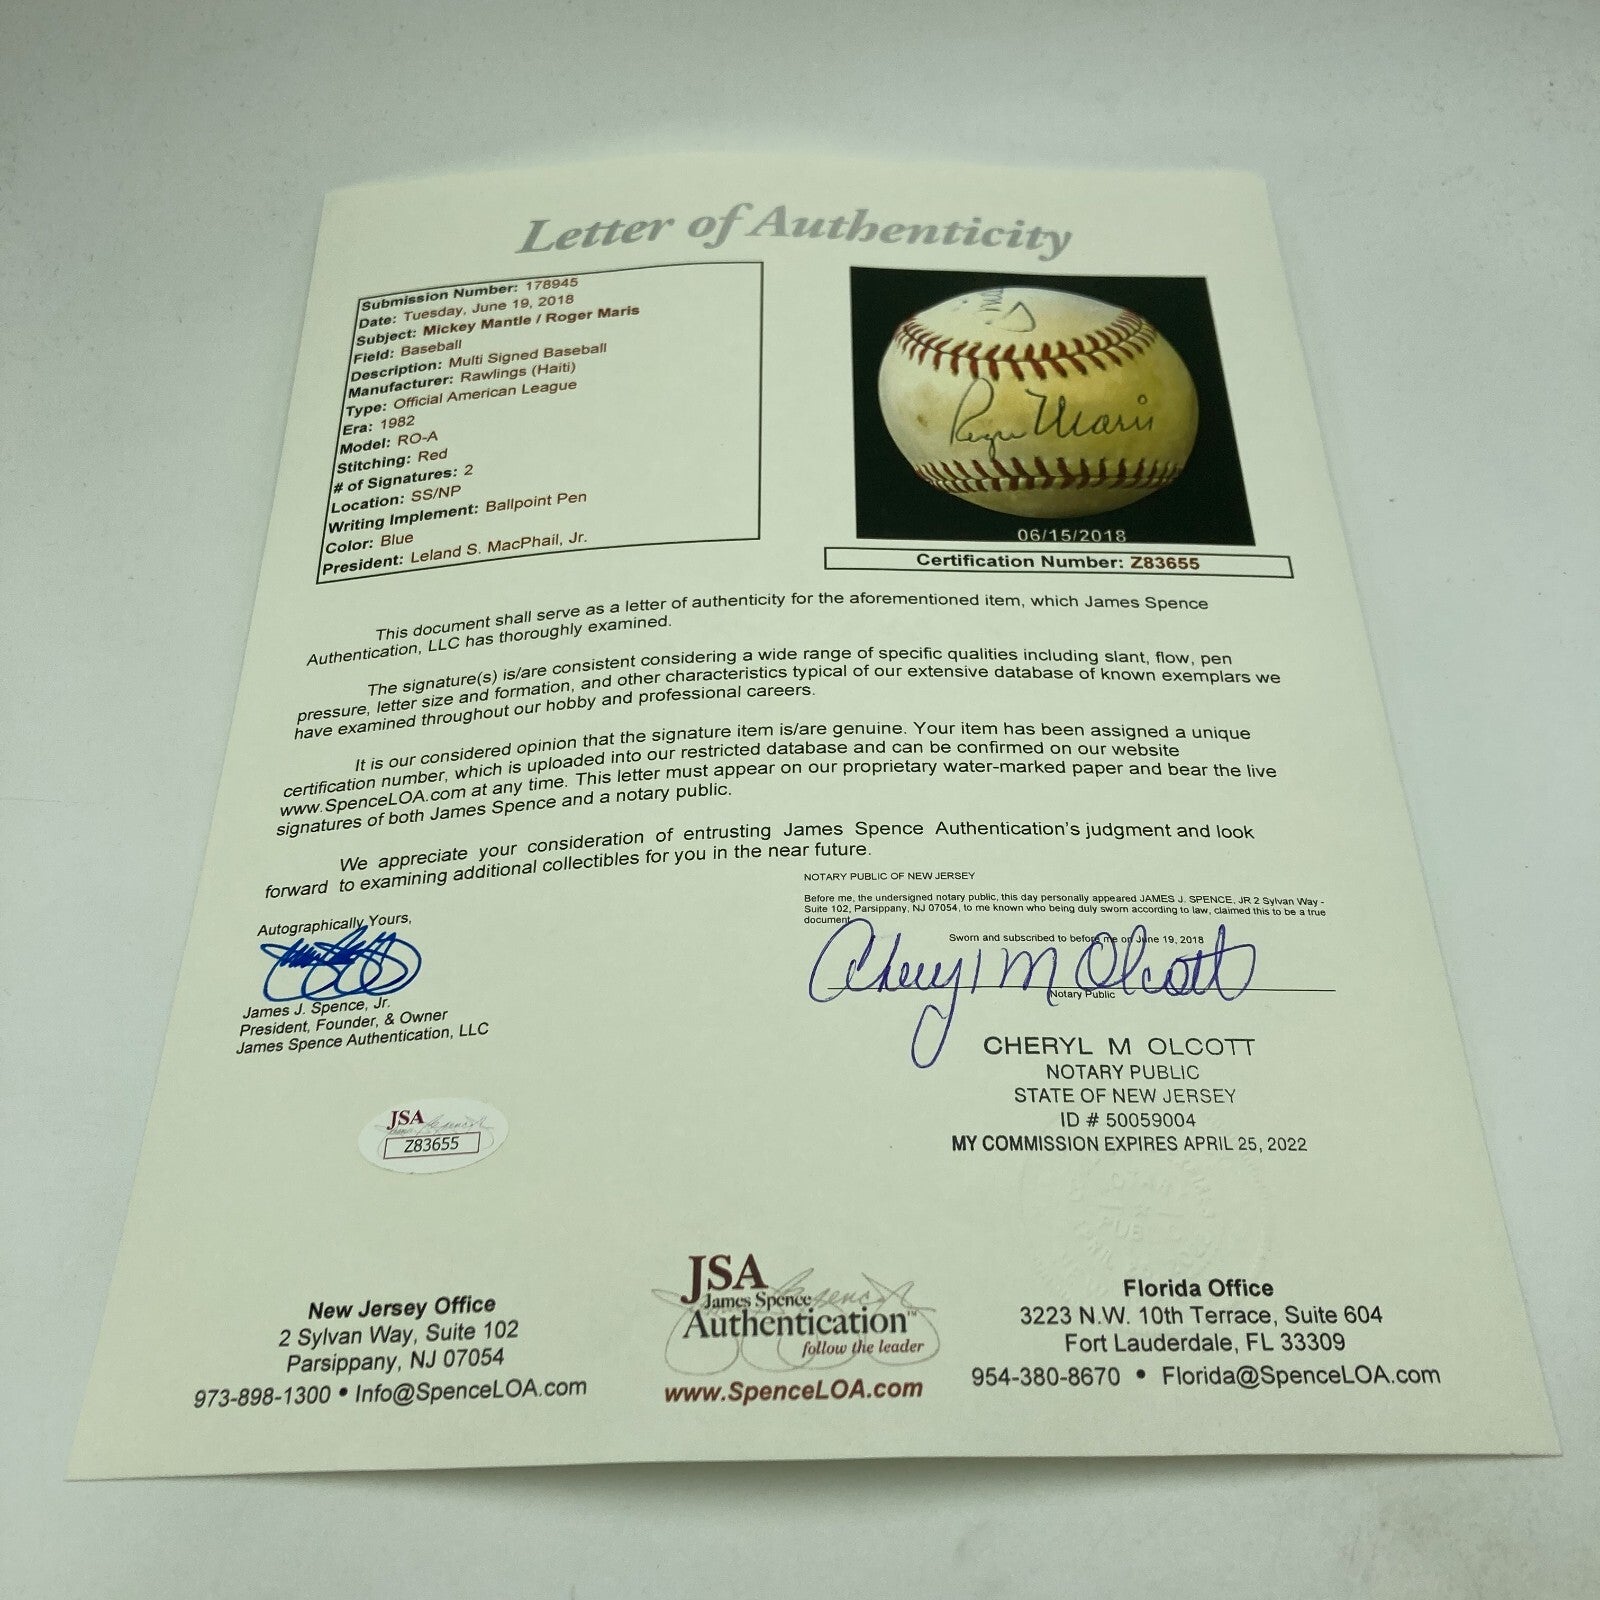 Letter of Authenticity
Submission Number: 178945
Date: Tuesday, June 19, 2018
Subject: Mickey Mantle / Roger Maris
Field: Baseball
Description: Multi Signed Baseball
Manufacturer: Rawlings (Haiti)
Type: Official American League
Era: 1982
Model: RO-A
Stitching: Red
# of Signatures: 2
Location: SS/NP
Writing Implement: Ballpoint Pen
Color: Blue
President: Leland S. MacPhail, Jr.
Roger Maris
06/15/2018
Certification Number: Z83655
This document shall serve as a letter of authenticity for the aforementioned item, which James Spence
Authentication, LLC has thoroughly examined.
The signature(s) is/are consistent considering a wide range of specific qualities including slant, flow, pen
pressure, letter size and formation, and other characteristics typical of our extensive database of known exemplars we
have examined throughout our hobby and professional careers.
It is our considered opinion that the signature item is/are genuine. Your item has been assigned a unique
certification number, which is uploaded into our restricted database and can be confirmed on our website
www.SpenceLOA.com at any time. This letter must appear on our proprietary water-marked paper and bear the live
signatures of both James Spence and a notary public.
We appreciate your consideration of entrusting James Spence Authentication's judgment and look
forward to examining additional collectibles for you in the near future.
NOTARY PUBLIC OF NEW JERSEY
Before me, the undersigned notary public, this day personally appeared JAMES J. SPENCE, JR 2 Sylvan Way -
Suite 102, Parsippany, NJ 07054, to me known who being duly sworn according to law, claimed this to be a true
document.
Sworn and subscribed to before me on June 19, 2018
Cheryl M Olcott
Notary Public
Autographically Yours,
James J. Spence, Jr.
President, Founder, & Owner
James Spence Authentication, LLC
CHERYL M OLCOTT
NOTARY PUBLIC
STATE OF NEW JERSEY
ID # 50059004
MY COMMISSION EXPIRES APRIL 25, 2022
JSA
Z83655
New Jersey Office
2 Sylvan Way, Suite 102
Parsippany, NJ 07054
973-898-1300 • Info@SpenceLOA.com
JSA
James Spence
Authentication™
follow the leader
www.SpenceLOA.com
Florida Office
3223 N.W. 10th Terrace, Suite 604
Fort Lauderdale, FL 33309
954-380-8670 • Florida@SpenceLOA.com